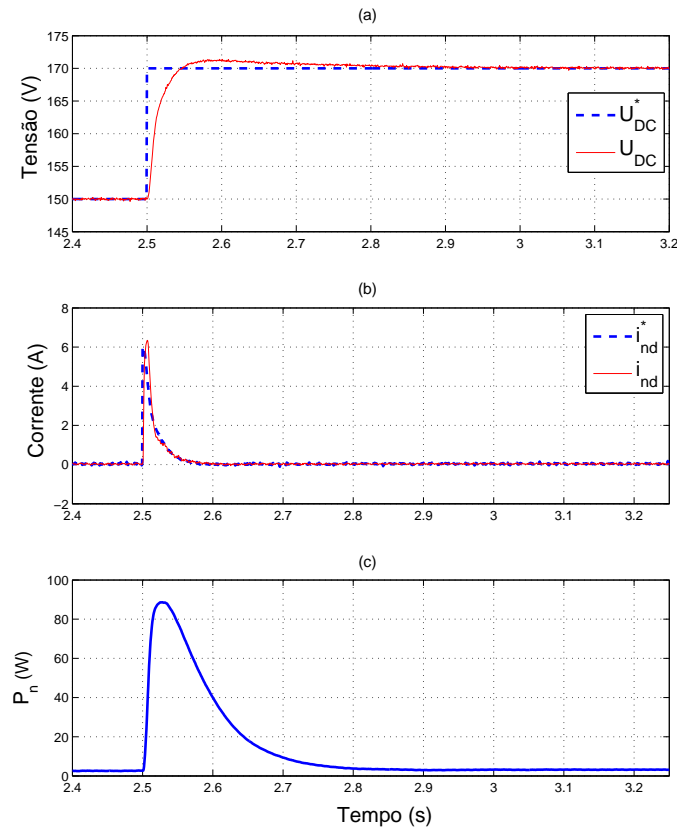 (a)
175
170
165
160
155
150
145
Tensão (V)
U*DC
UDC
2.4 2.5 2.6 2.7 2.8 2.9 3 3.1 3.2
(b)
8
6
4
2
0
−2
Corrente (A)
i*nd
ind
2.4 2.5 2.6 2.7 2.8 2.9 3 3.1 3.2
(c)
100
80
60
40
20
0
Pn (W)
2.4 2.5 2.6 2.7 2.8 2.9 3 3.1 3.2
Tempo (s)